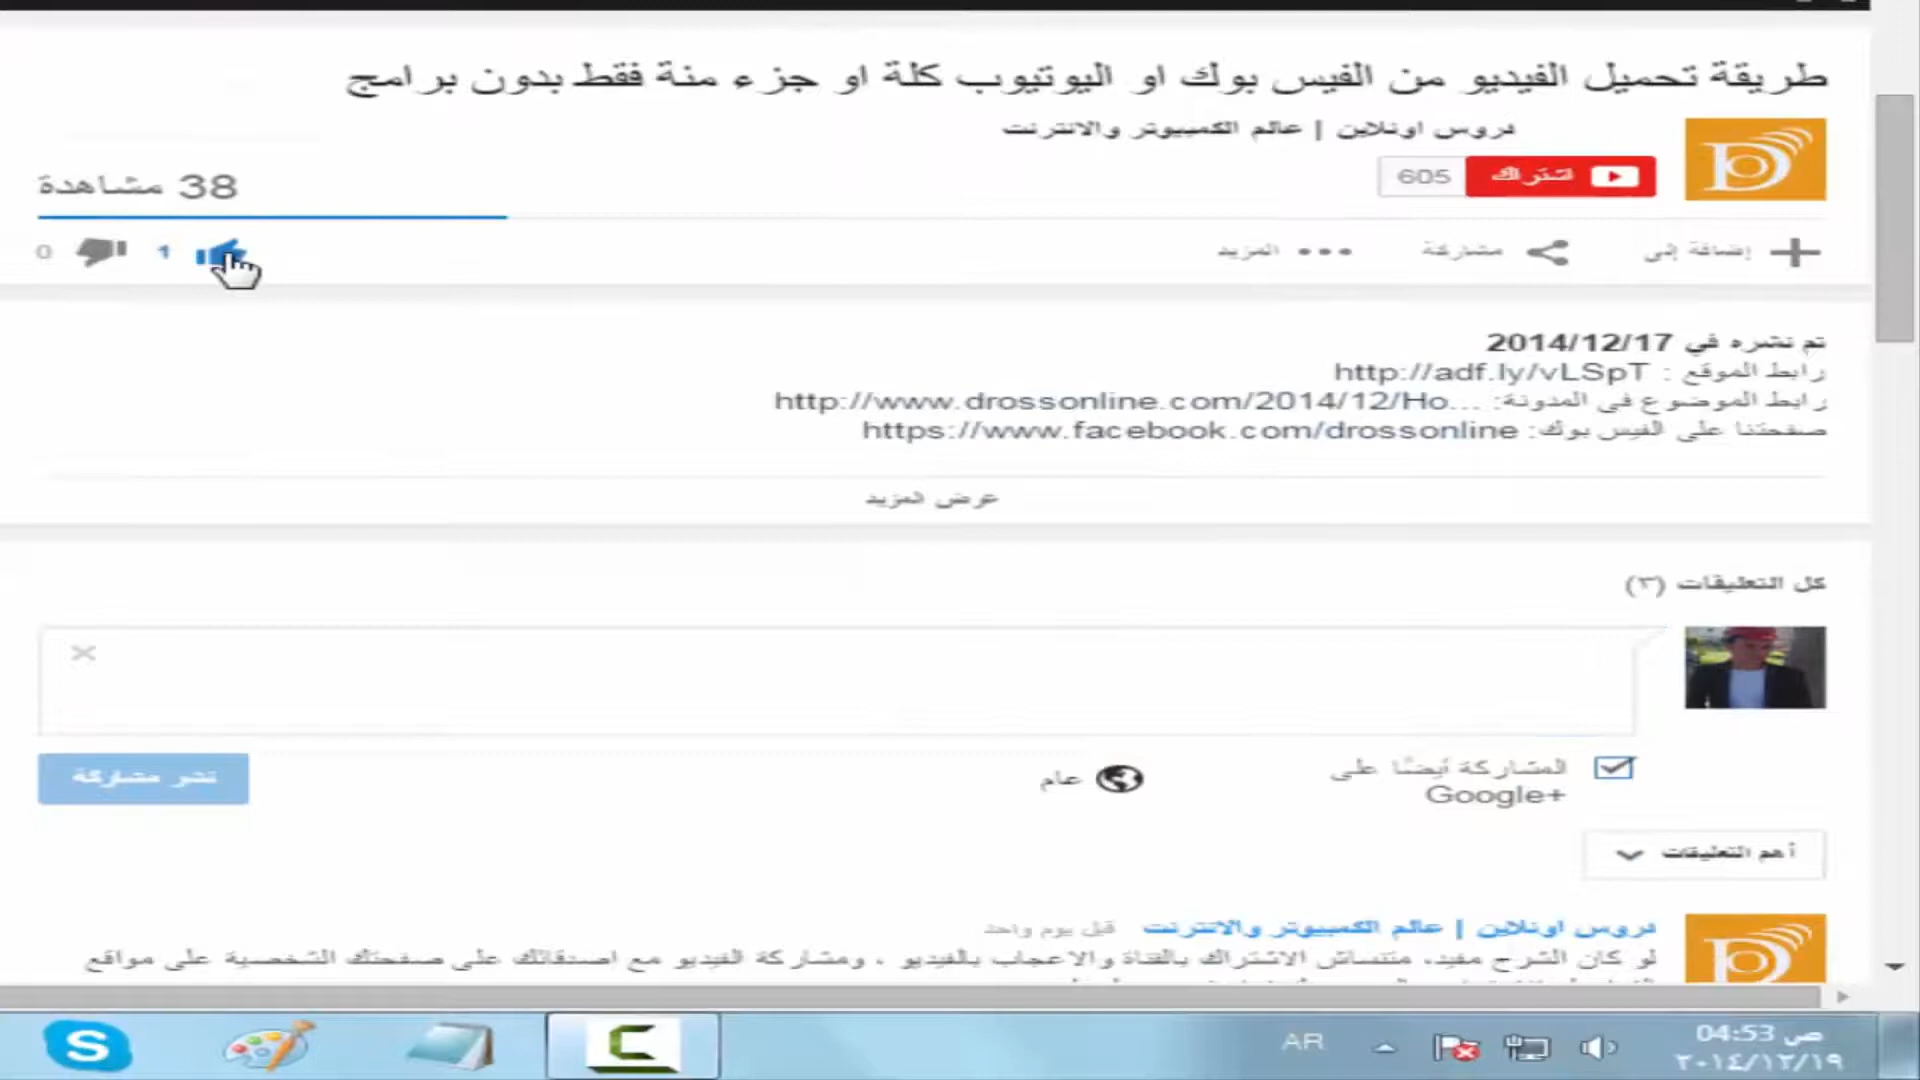 طريقة تحميل الفيديو من الفيس بوك او اليوتيوب كلة او جزء منة فقط بدون برامج
دروس اونلاين | عالم الكمبيوتر والانترنت
اشتراك 605
38 مشاهدة
إضافة إلى مشاركة المزيد 1 0
تم نشره في 2014/12/17
رابط الموقع : http://adf.ly/vLSpT
رابط الموضوع فى المدونة: http://www.drossonline.com/2014/12/Ho...
صفحتنا على الفيس بوك: https://www.facebook.com/drossonline
عرض المزيد
كل التعليقات (٣)
المشاركة أيضًا على
Google+
عام
نشر مشاركة
أهم التعليقات
دروس اونلاين | عالم الكمبيوتر والانترنت قبل يوم واحد
لو كان الشرح مفيد، متنساش الاشتراك بالقناة والاعجاب بالفيديو ، ومشاركة الفيديو مع اصدقائك على صفحتك الشخصية على مواقع
AR
04:53 ص
٢٠١٤/١٢/١٩